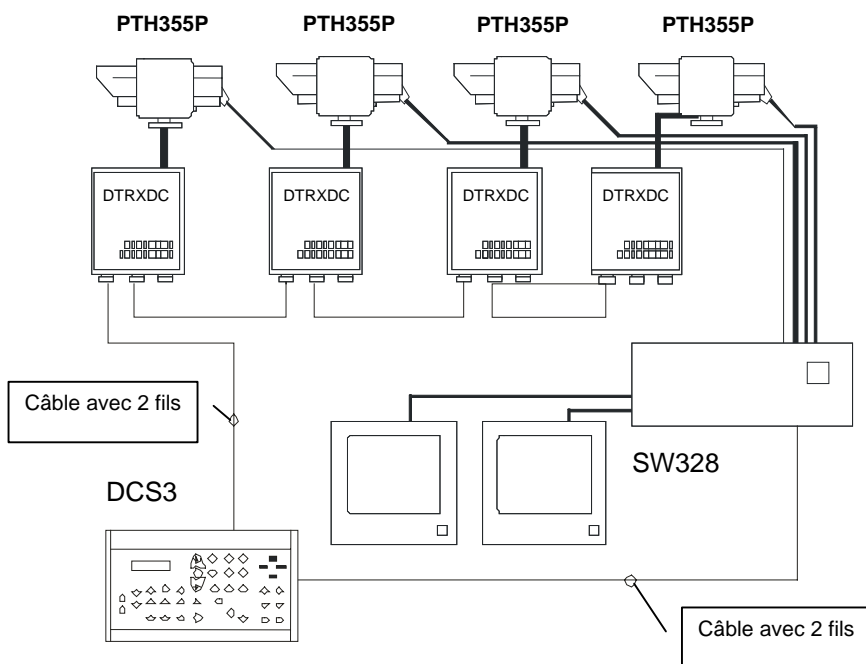 PTH355P PTH355P PTH355P PTH355P
DTRXDC DTRXDC DTRXDC DTRXDC
Câble avec 2 fils
SW328
DCS3
Câble avec 2 fils